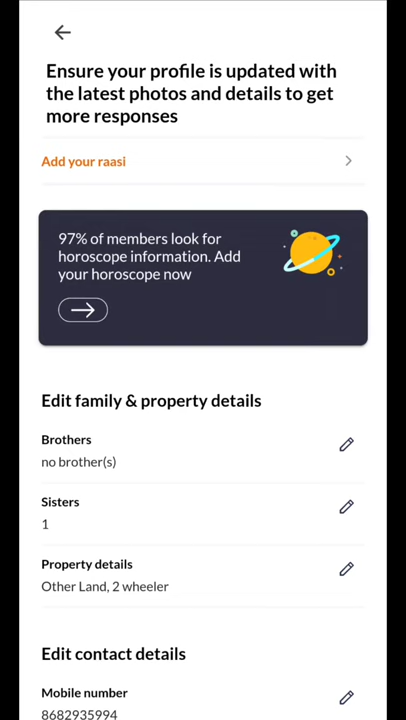 Ensure your profile is updated with
the latest photos and details to get
more responses
Add your raasi
97% of members look for
horoscope information. Add
your horoscope now
Edit family & property details
Brothers
no brother(s)
Sisters
1
Property details
Other Land, 2 wheeler
Edit contact details
Mobile number
8682935994